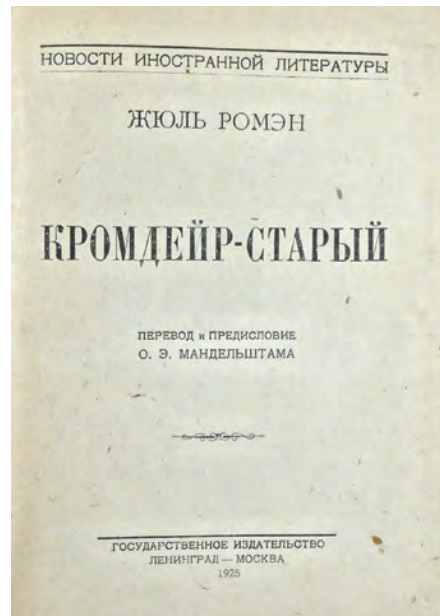 НОВОСТИ ИНОСТРАННОЙ ЛИТЕРАТУРЫ
ЖЮЛЬ РОМЭН
КРОМДЕЙР-СТАРЫЙ
ПЕРЕВОД и ПРЕДИСЛОВИЕ
О. Э. МАНДЕЛЬШТАМА
ГОСУДАРСТВЕННОЕ ИЗДАТЕЛЬСТВО
ЛЕНИНГРАД — МОСКВА
1925